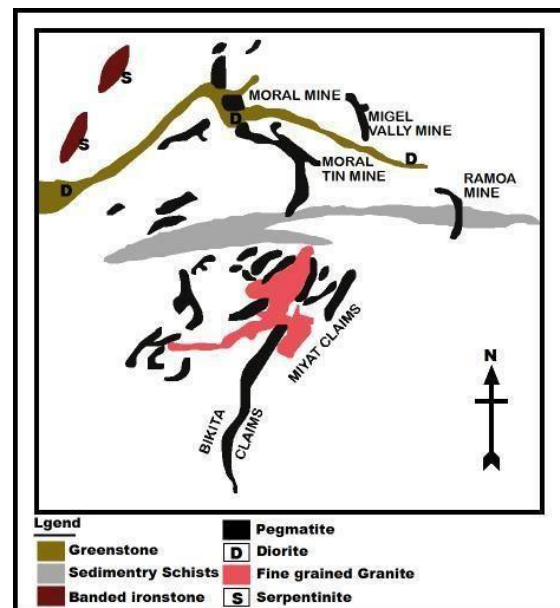 MORAL MINE
MIGEL
VALLY MINE
MORAL
TIN MINE
RAMOA
MINE
S
S
D
D
D
MIYAT CLAIMS
BIKITA
CLAIMS
N
Lgend
Greenstone
Sedimentry Schists
Banded ironstone
Pegmatite
D Diorite
Fine grained Granite
S Serpentinite